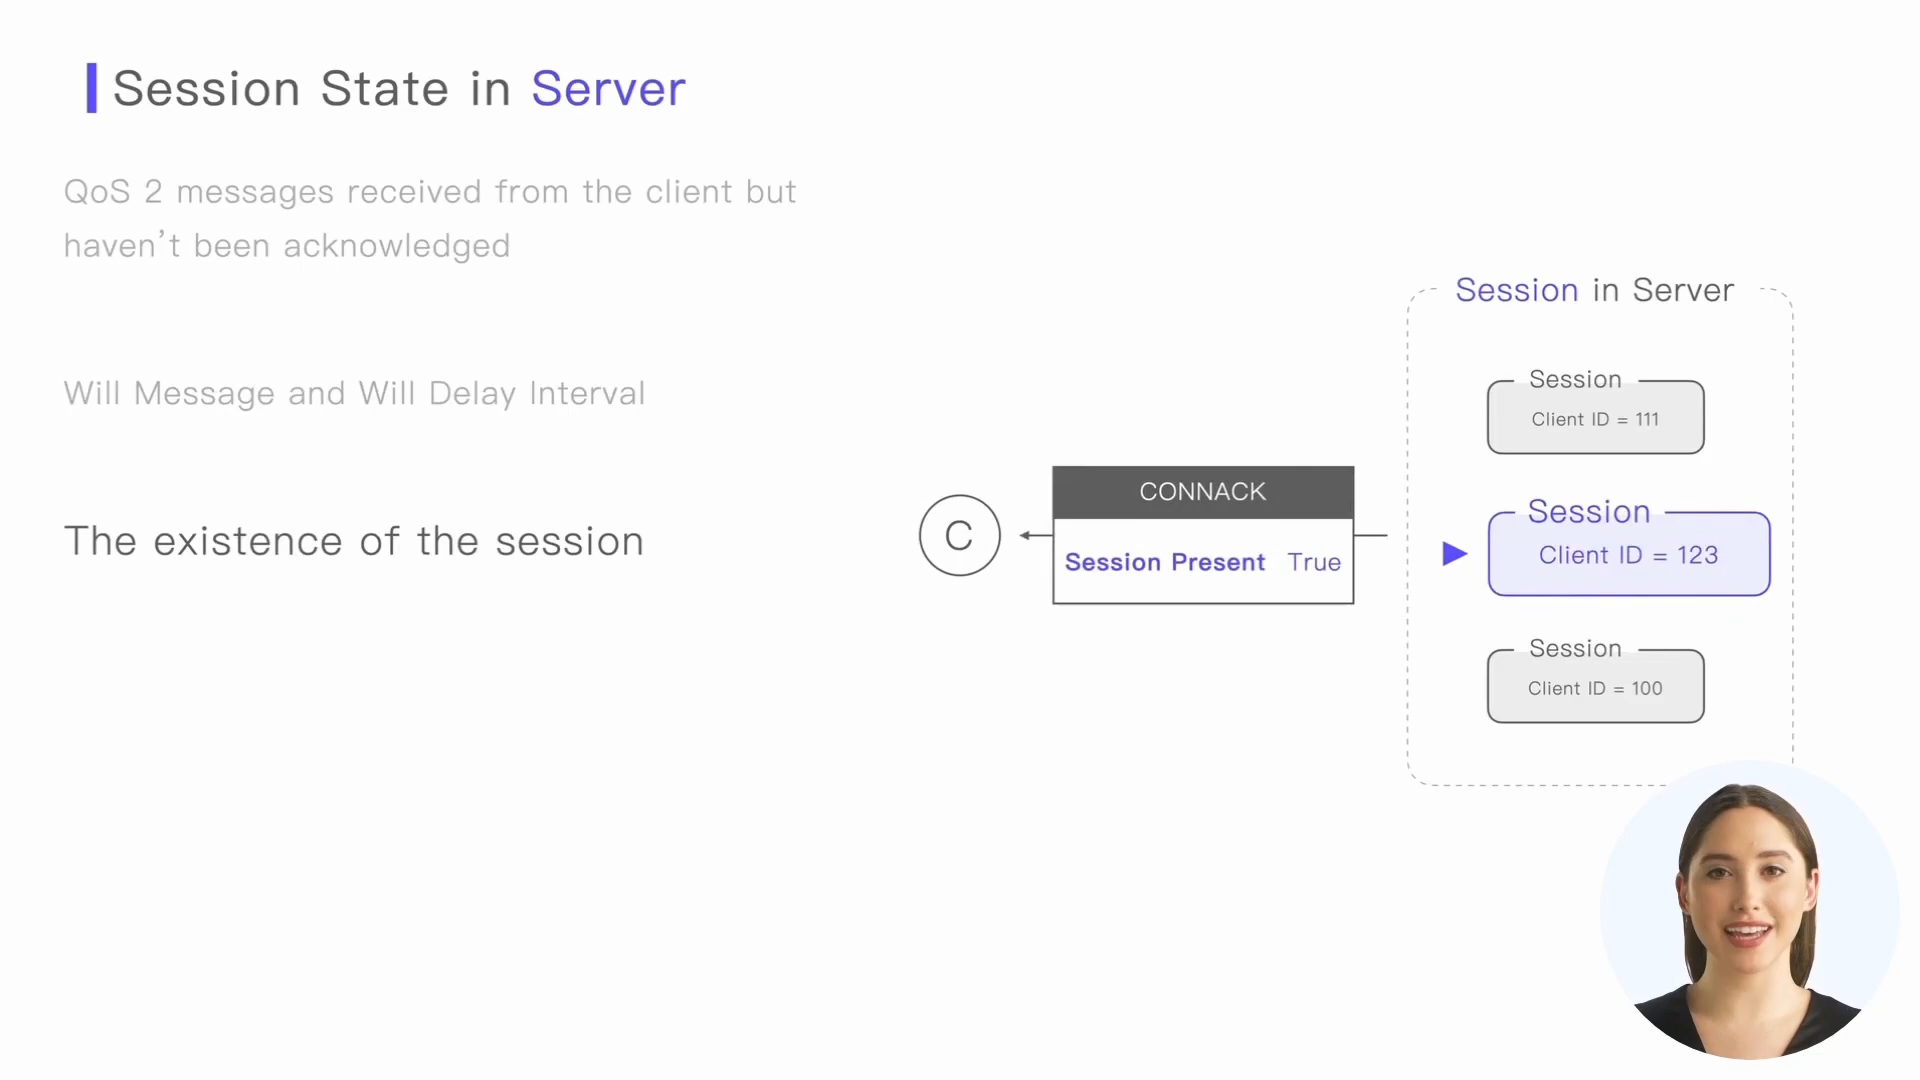 Session State in Server
QoS 2 messages received from the client but
haven’t been acknowledged
Will Message and Will Delay Interval
The existence of the session
C
CONNACK
Session Present True
Session in Server
Session
Client ID = 111
Session
Client ID = 123
Session
Client ID = 100